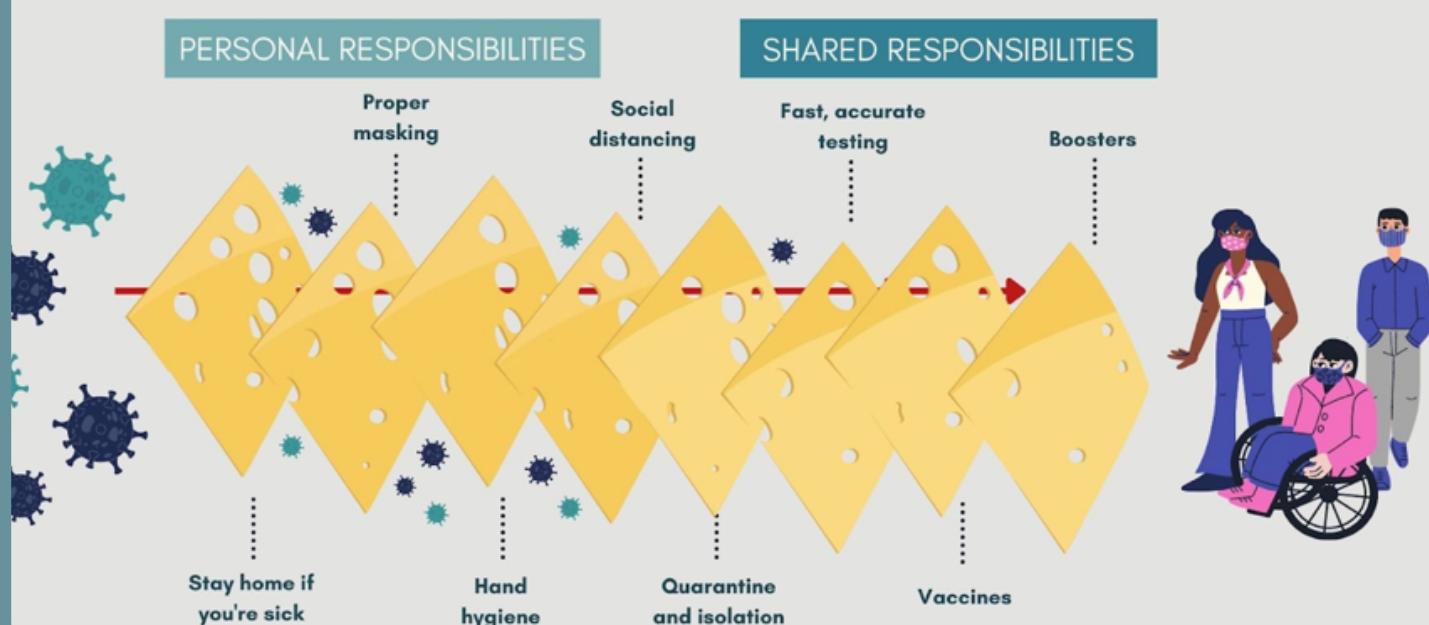 PERSONAL RESPONSIBILITIES
SHARED RESPONSIBILITIES
Proper
masking
Social
distancing
Fast, accurate
testing
Boosters
Stay home if
you're sick
Hand
hygiene
Quarantine
and isolation
Vaccines